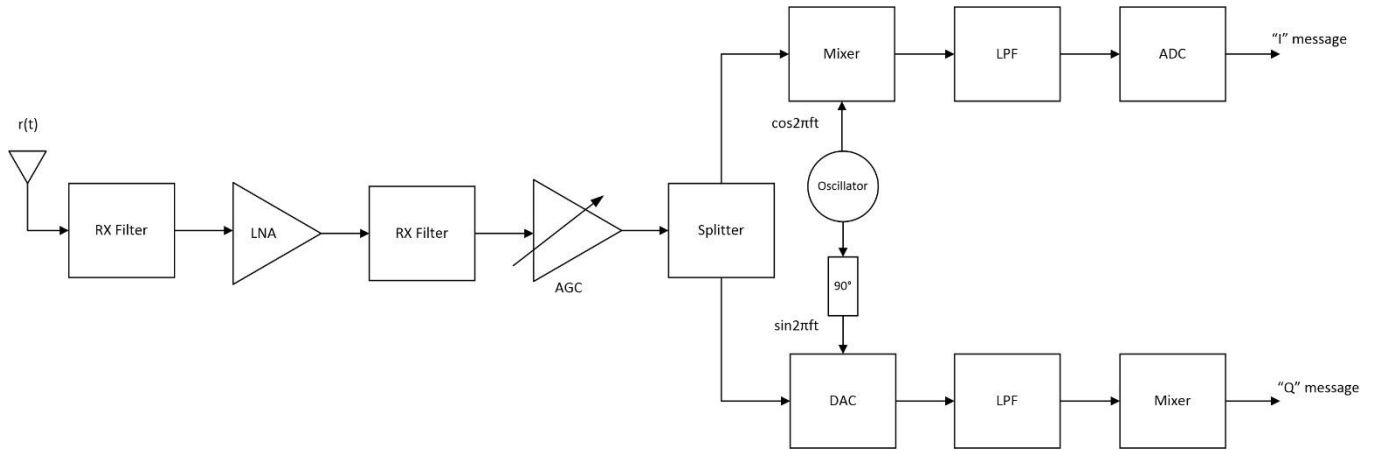 r(t)
RX Filter
LNA
RX Filter
AGC
Splitter
Mixer
LPF
ADC
“I” message
cos2πft
Oscillator
90°
sin2πft
DAC
LPF
Mixer
“Q” message